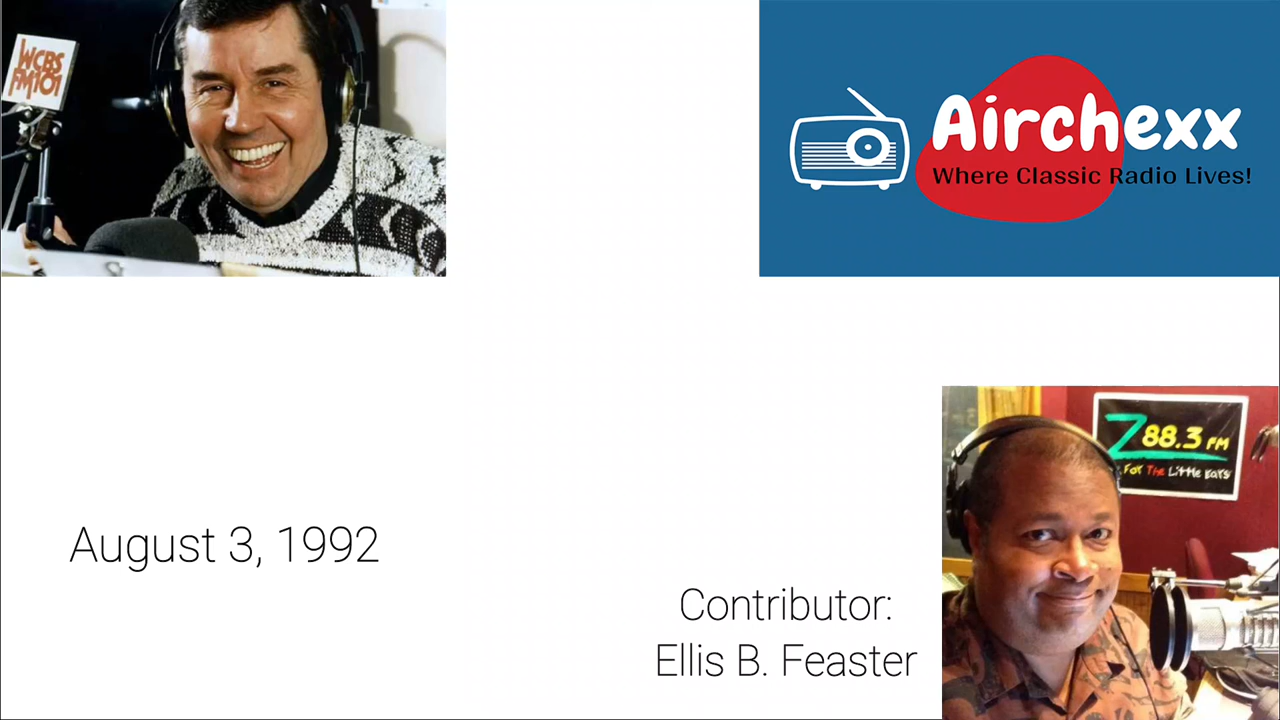 WCBS
FM101
Airchexx
Where Classic Radio Lives!
Z88.3 FM
For The Little Ears
August 3, 1992
Contributor:
Ellis B. Feaster